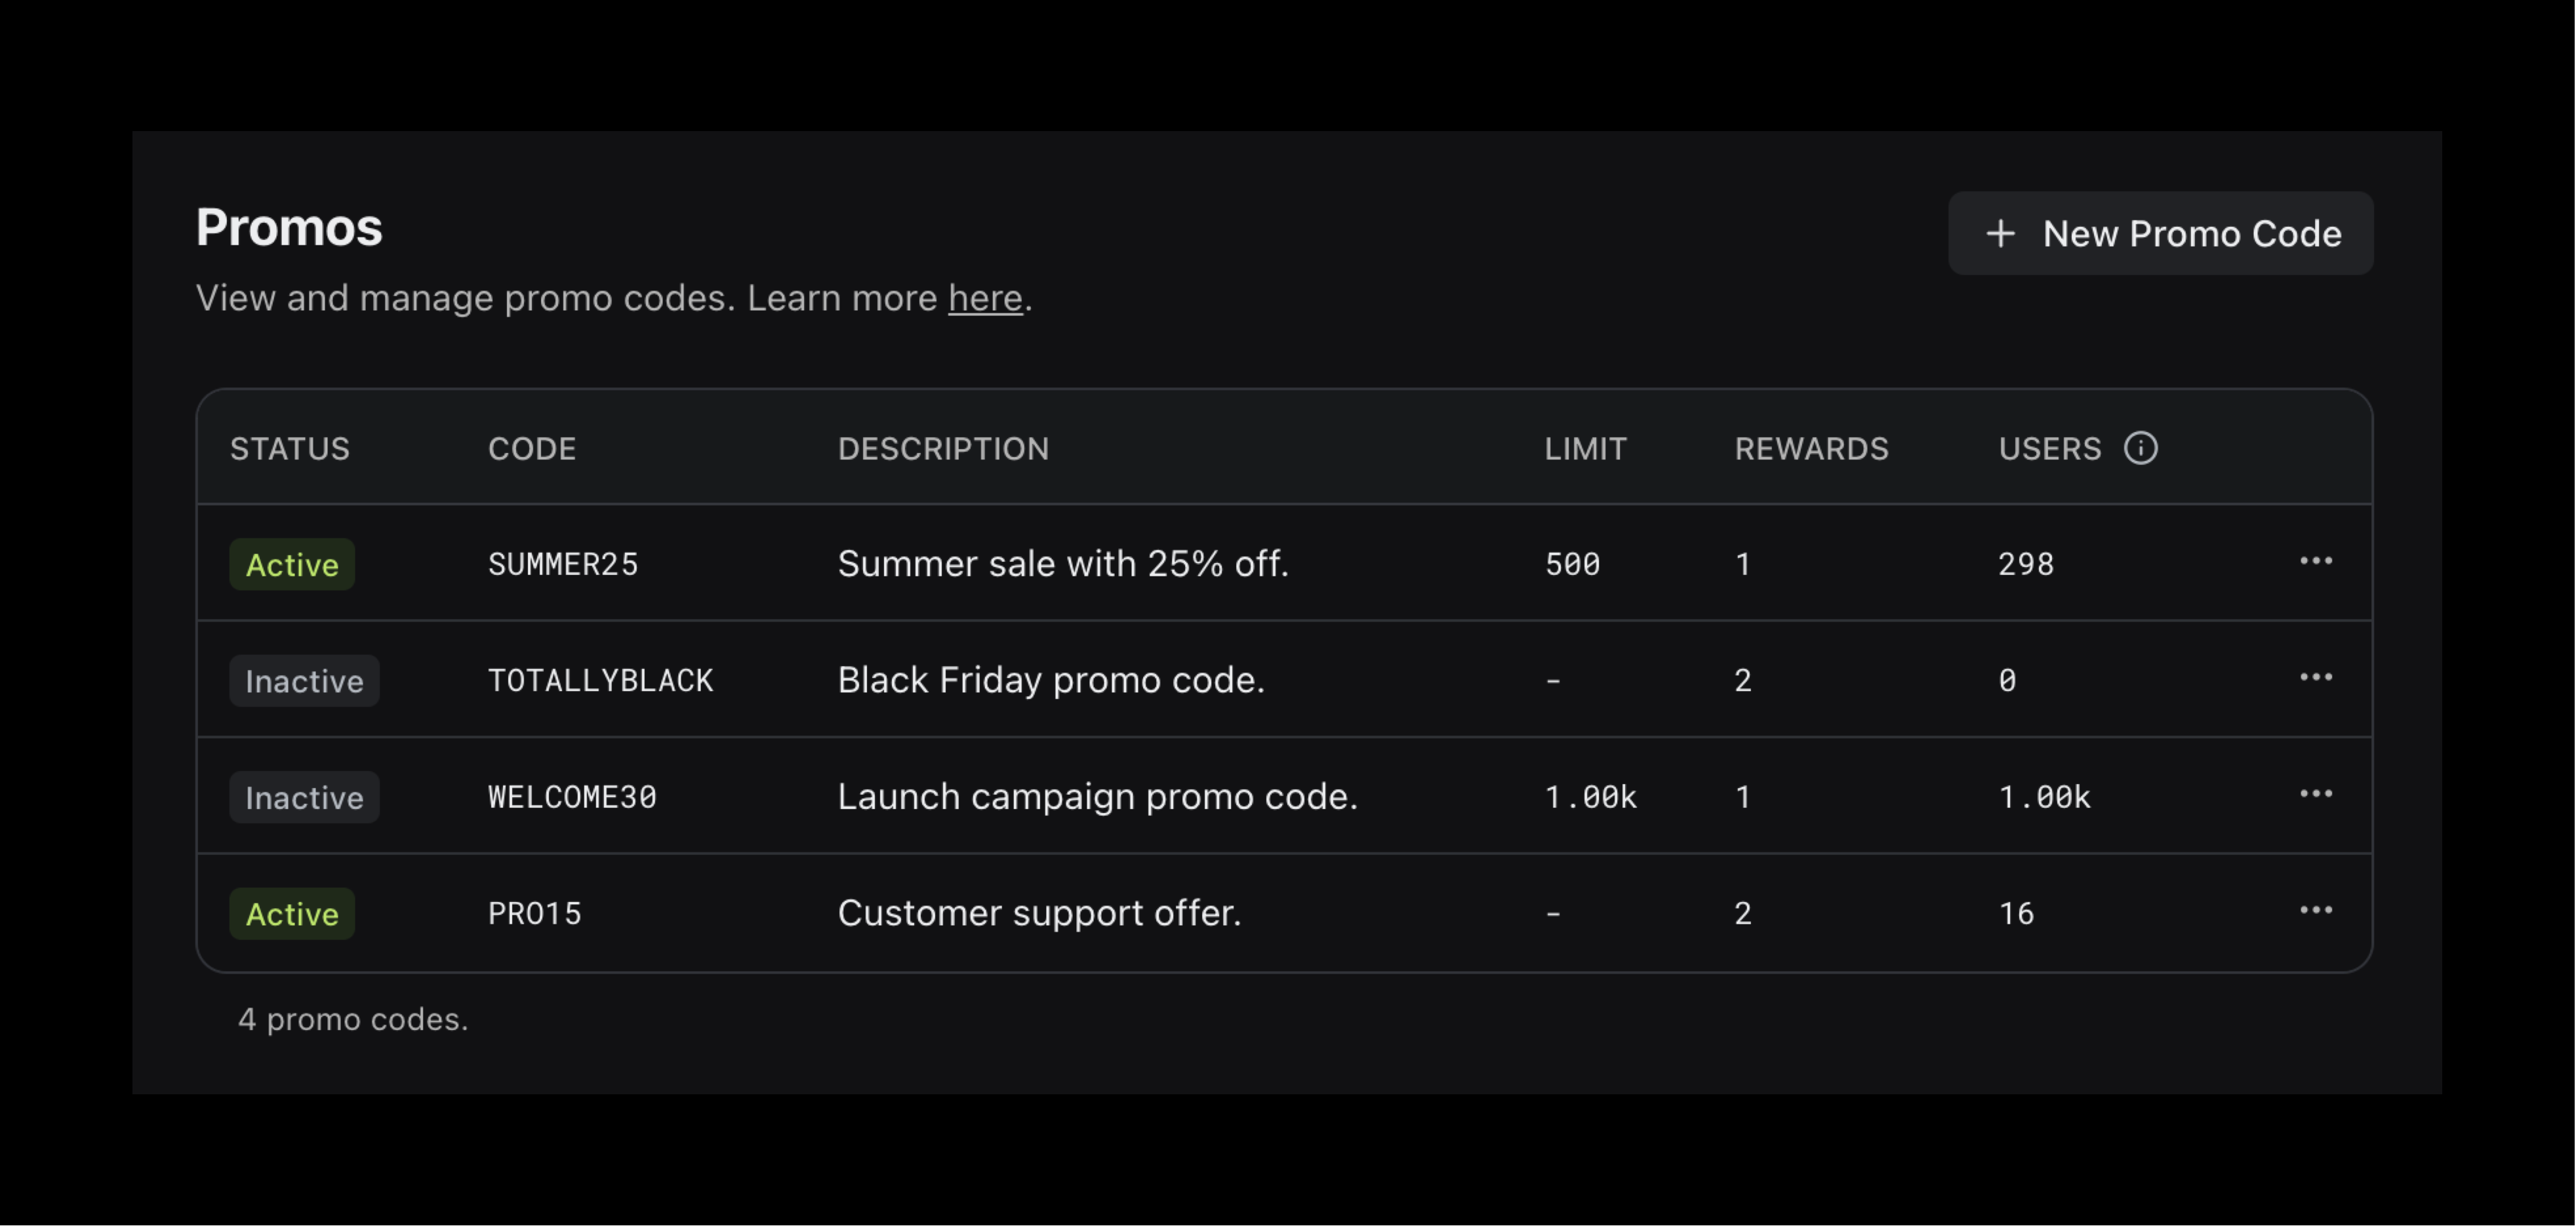 Promos
+ New Promo Code
View and manage promo codes. Learn more here.
STATUS CODE DESCRIPTION LIMIT REWARDS USERS
Active SUMMER25 Summer sale with 25% off. 500 1 298
Inactive TOTALLYBLACK Black Friday promo code. - 2 0
Inactive WELCOME30 Launch campaign promo code. 1.00k 1 1.00k
Active PRO15 Customer support offer. - 2 16
4 promo codes.